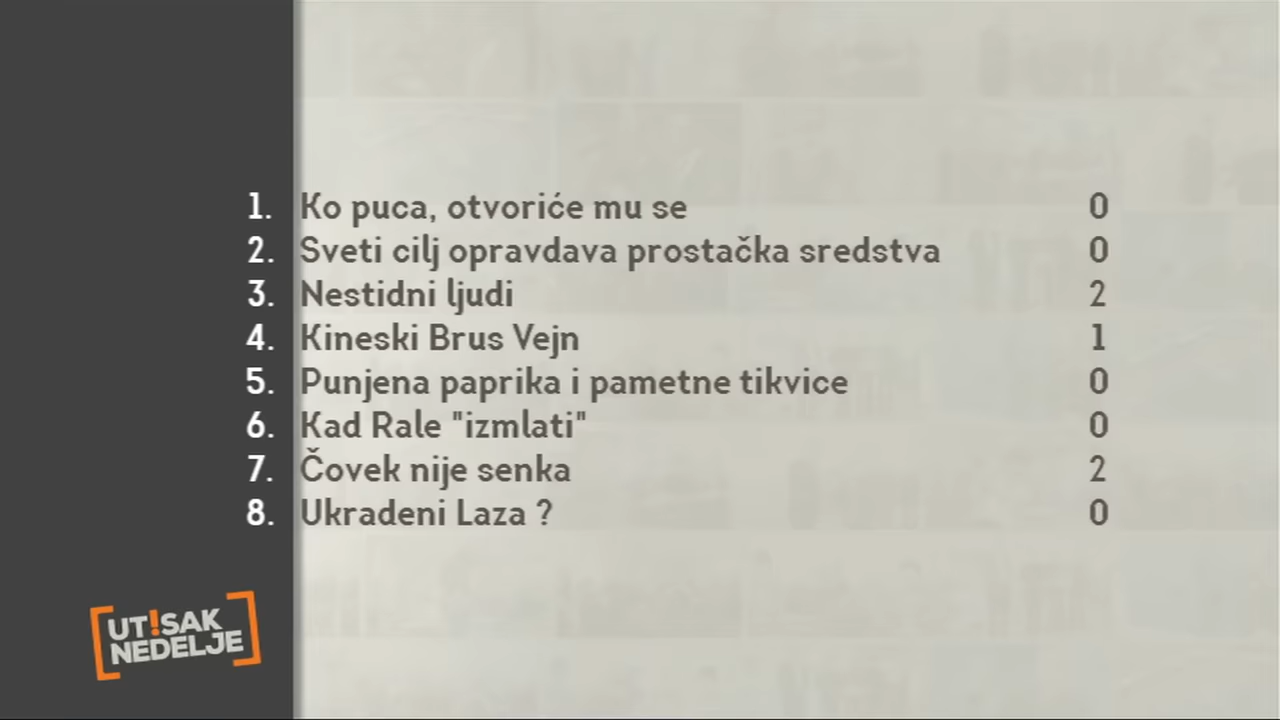 1. Ko puca, otvoriće mu se 0
2. Sveti cilj opravdava prostačka sredstva 0
3. Nestidni ljudi 2
4. Kineski Brus Vejn 1
5. Punjena paprika i pametne tikvice 0
6. Kad Rale "izmlati" 0
7. Čovek nije senka 2
8. Ukradeni Laza ? 0
UT!SAK
NEDELJE